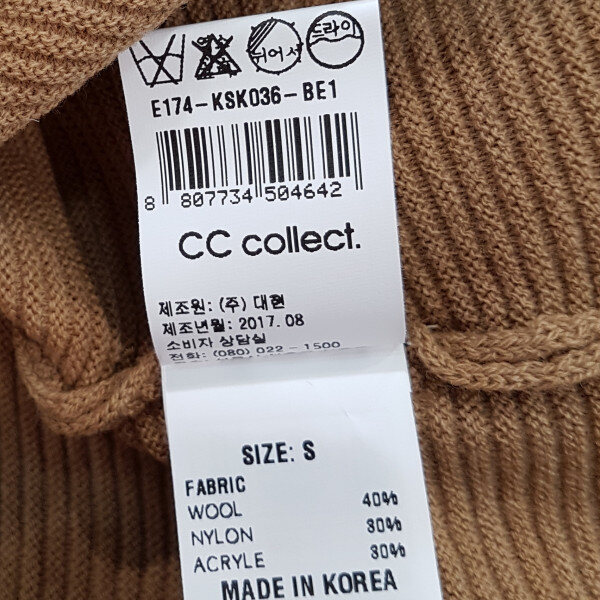 뉘어서 드라이
E174-KSK036-BE1
8 807734 504642
CC collect.
제조원: (주) 대현
제조년월: 2017. 08
소비자 상담실
전화: (080) 022-1500
SIZE: S
FABRIC
WOOL 40%
NYLON 30%
ACRYLE 30%
MADE IN KOREA